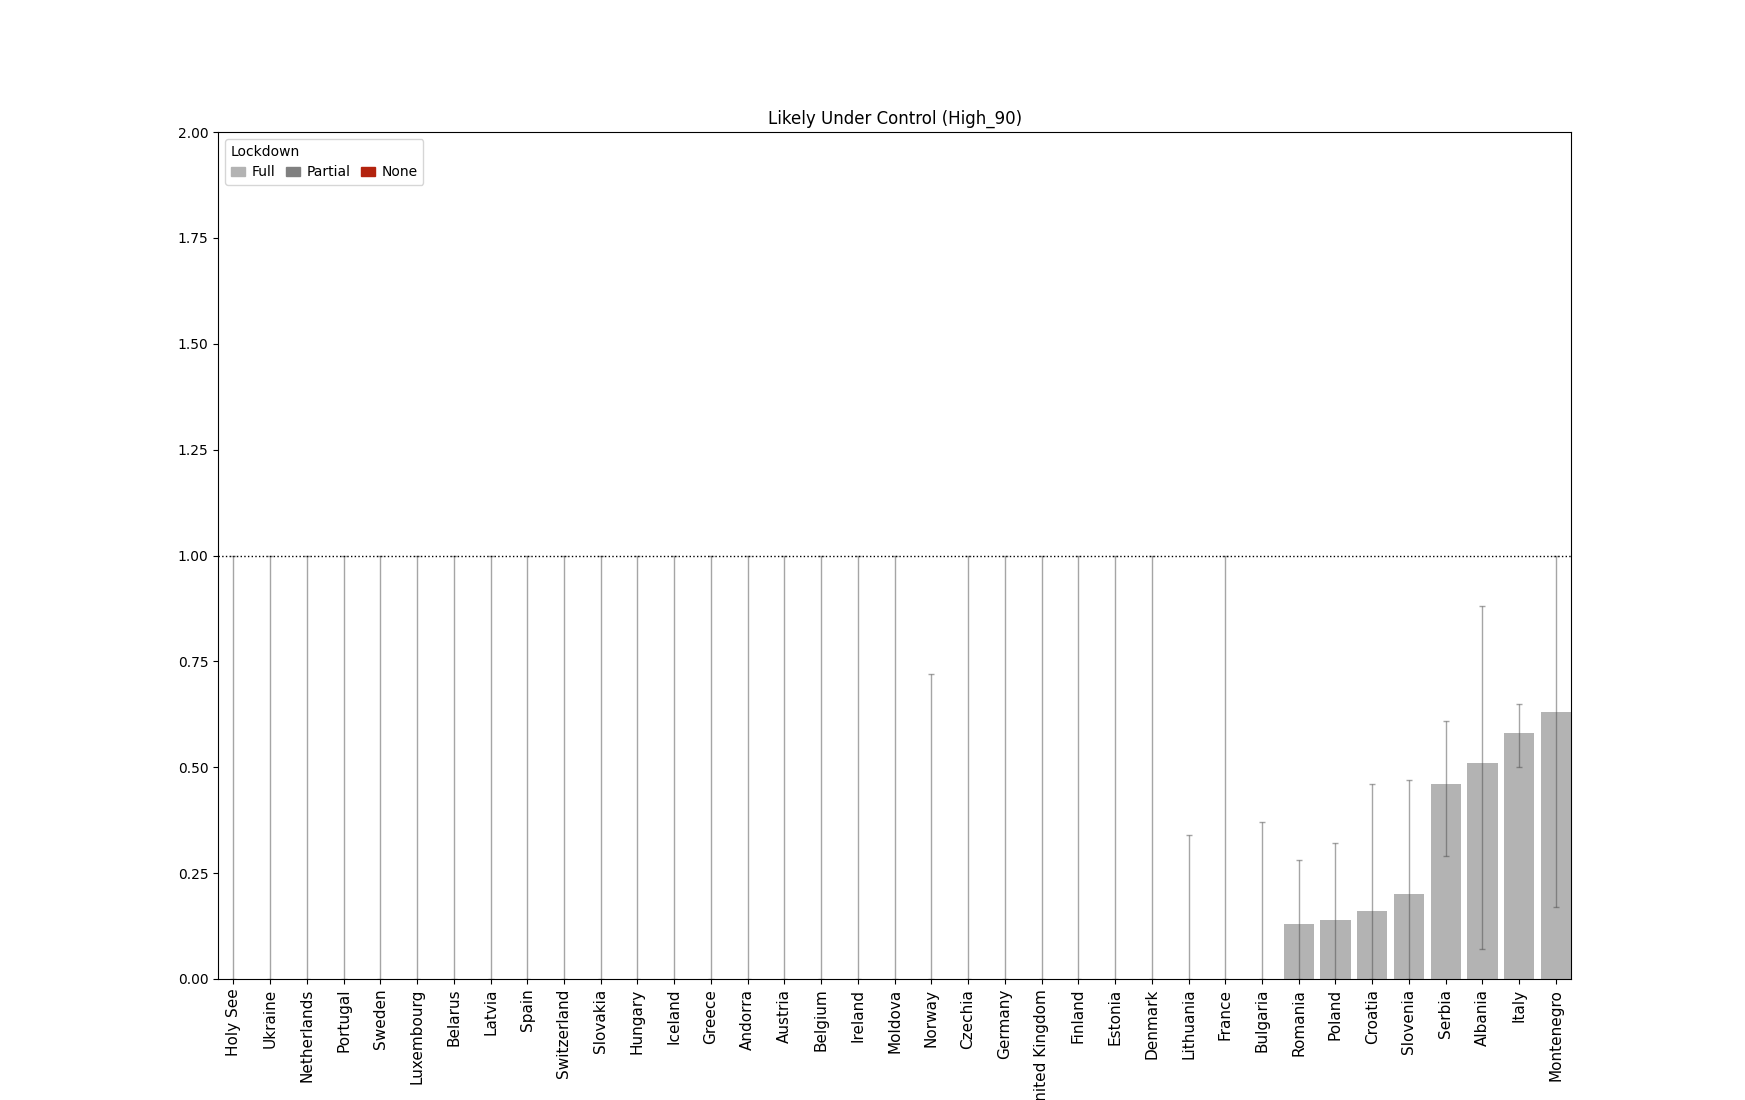 Likely Under Control (High_90)
Lockdown
Full Partial None
2.00
1.75
1.50
1.25
1.00
0.75
0.50
0.25
0.00
Holy See
Ukraine
Netherlands
Portugal
Sweden
Luxembourg
Belarus
Latvia
Spain
Switzerland
Slovakia
Hungary
Iceland
Greece
Andorra
Austria
Belgium
Ireland
Moldova
Norway
Czechia
Germany
nited Kingdom
Finland
Estonia
Denmark
Lithuania
France
Bulgaria
Romania
Poland
Croatia
Slovenia
Serbia
Albania
Italy
Montenegro